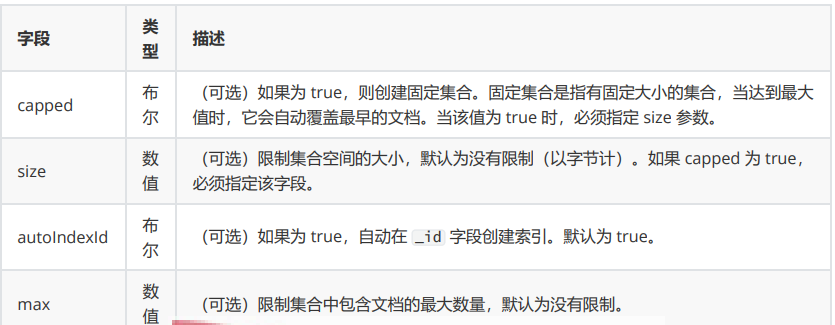 字段 类型 描述
capped 布尔 （可选）如果为 true，则创建固定集合。固定集合是指有固定大小的集合，当达到最大
值时，它会自动覆盖最早的文档。当该值为 true 时，必须指定 size 参数。
size 数值 （可选）限制集合空间的大小，默认为没有限制（以字节计）。如果 capped 为 true，
必须指定该字段。
autoIndexId 布尔 （可选）如果为 true，自动在 _id 字段创建索引。默认为 true。
max 数值 （可选）限制集合中包含文档的最大数量，默认为没有限制。